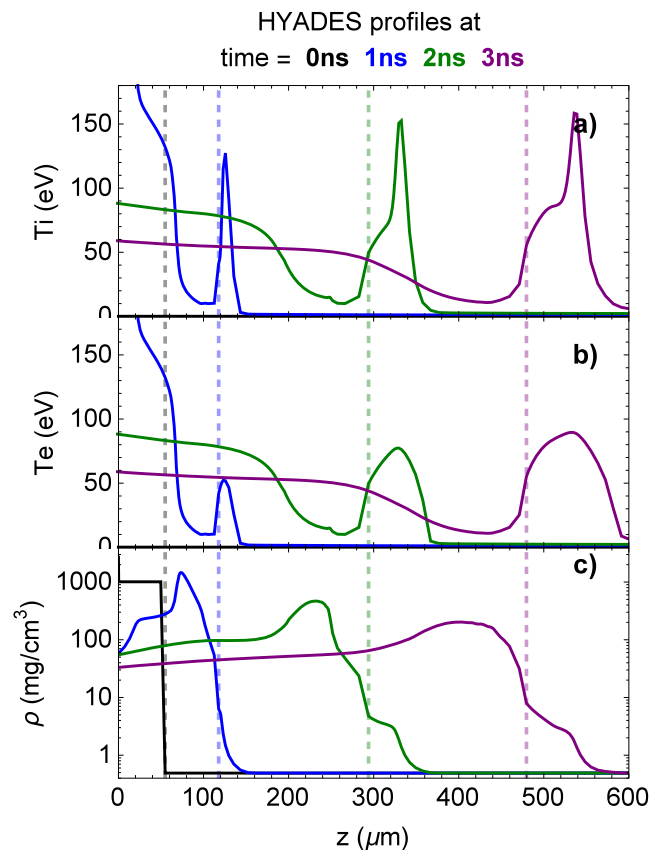 HYADES profiles at
time = 0ns 1ns 2ns 3ns
a)
150
100
50
0
Ti (eV)
b)
150
100
50
0
Te (eV)
c)
1000
100
10
1
ρ (mg/cm³)
0 100 200 300 400 500 600
z (μm)